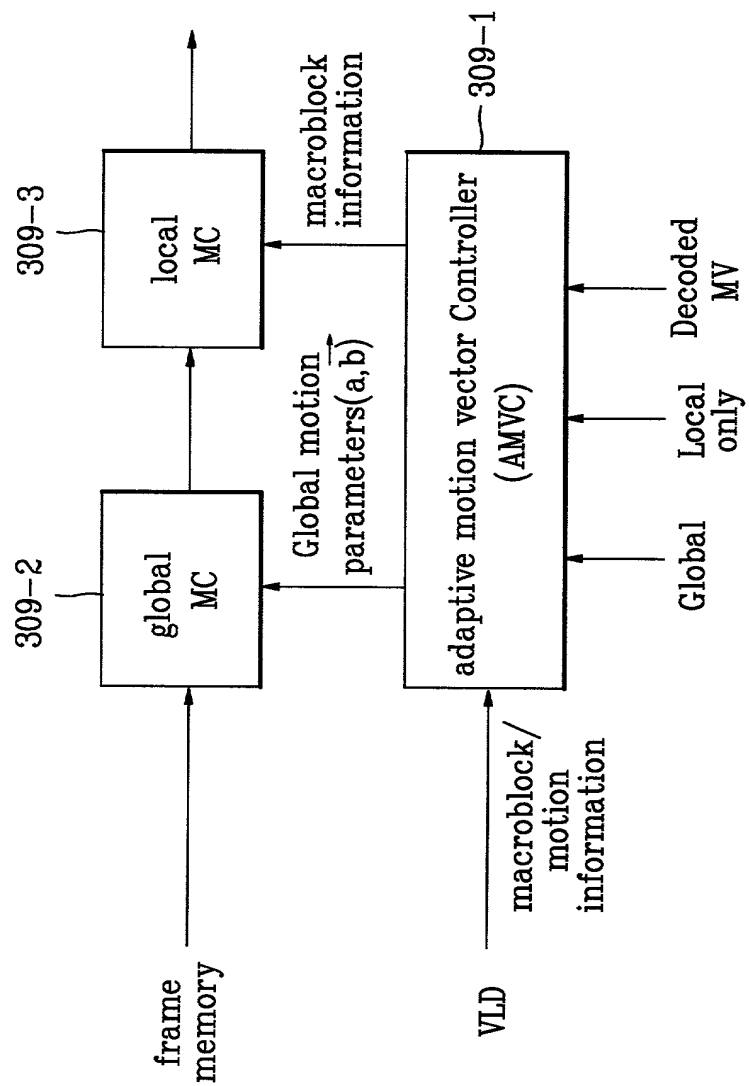 309-2
309-3
frame
memory
global
MC
local
MC
Global motion
parameters(a,b⃗)
macroblock
information
309-1
VLD
macroblock/
motion
information
adaptive motion vector Controller
(AMVC)
Global
Local
only
Decoded
MV